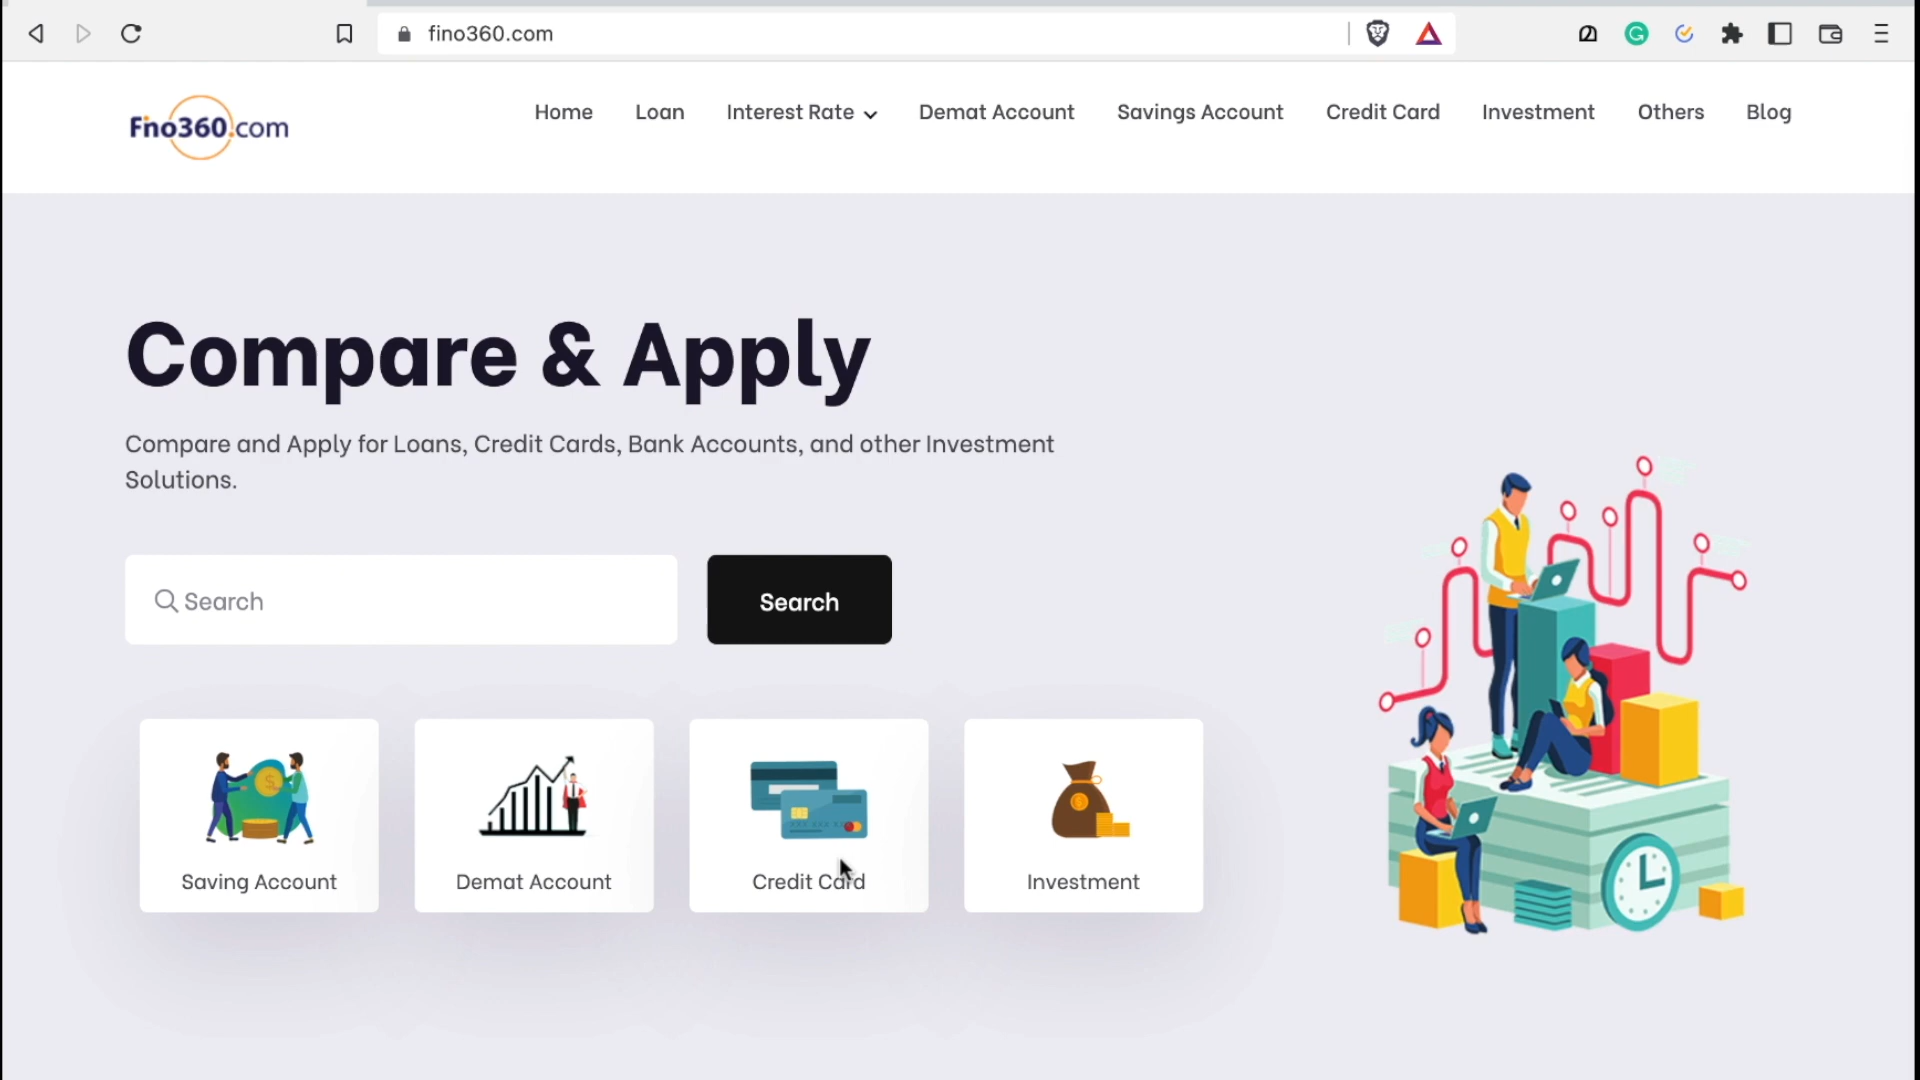 fino360.com
Fino360.com
Home Loan Interest Rate Demat Account Savings Account Credit Card Investment Others Blog
Compare & Apply
Compare and Apply for Loans, Credit Cards, Bank Accounts, and other Investment
Solutions.
Search
Search
Saving Account
Demat Account
Credit Card
Investment